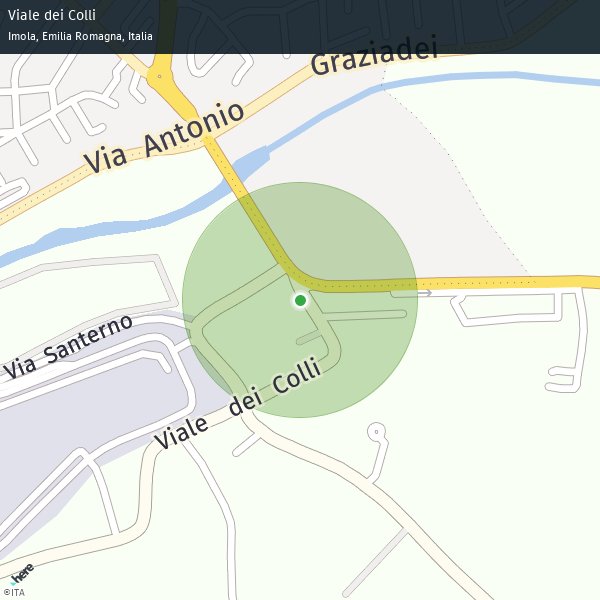 Viale dei Colli
Imola, Emilia Romagna, Italia
Graziadei
Via Antonio
Via Santerno
Viale dei Colli
here
©ITA